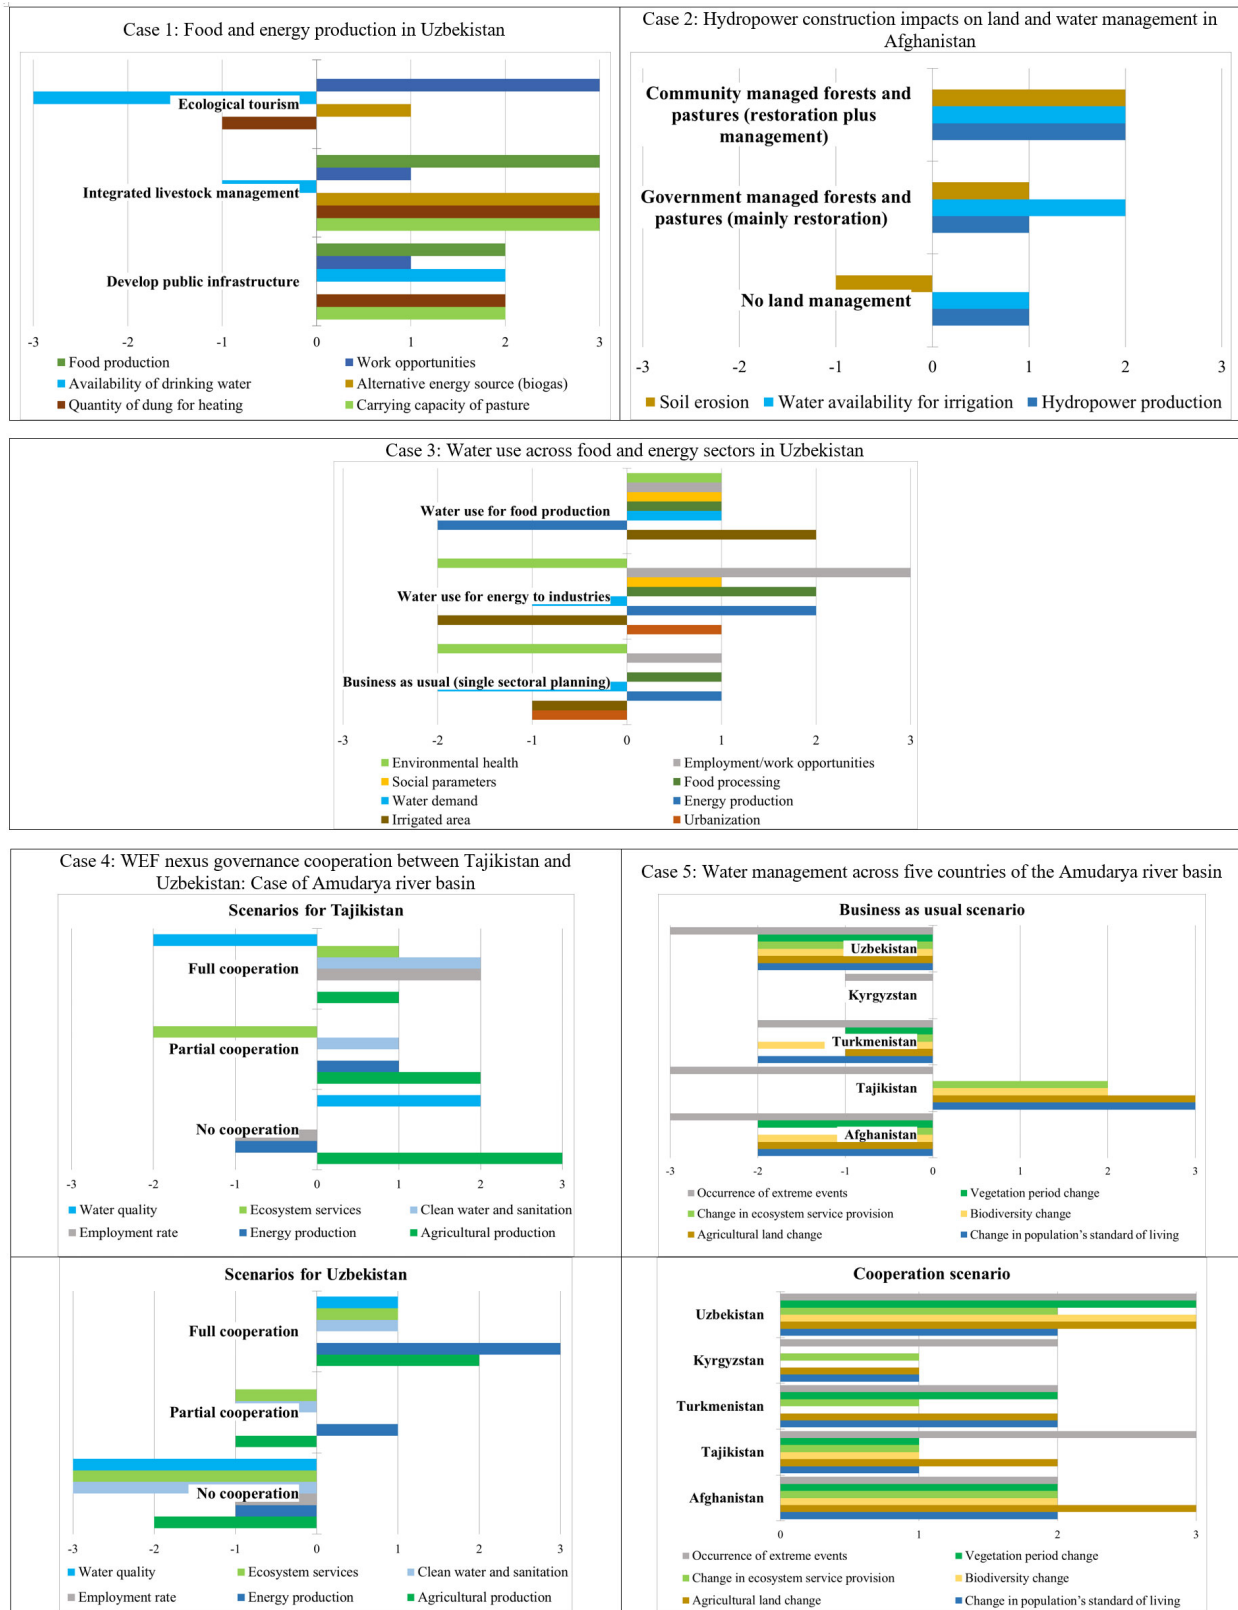 Case 1: Food and energy production in Uzbekistan
Ecological tourism
Integrated livestock management
Develop public infrastructure
-3 -2 -1 0 1 2 3
Food production Work opportunities
Availability of drinking water Alternative energy source (biogas)
Quantity of dung for heating Carrying capacity of pasture
Case 2: Hydropower construction impacts on land and water management in
Afghanistan
Community managed forests and
pastures (restoration plus
management)
Government managed forests and
pastures (mainly restoration)
No land management
-3 -2 -1 0 1 2 3
Soil erosion Water availability for irrigation Hydropower production
Case 3: Water use across food and energy sectors in Uzbekistan
Water use for food production
Water use for energy to industries
Business as usual (single sectoral planning)
-3 -2 -1 0 1 2 3
Environmental health Employment/work opportunities
Social parameters Food processing
Water demand Energy production
Irrigated area Urbanization
Case 4: WEF nexus governance cooperation between Tajikistan and
Uzbekistan: Case of Amudarya river basin
Scenarios for Tajikistan
Full cooperation
Partial cooperation
No cooperation
-3 -2 -1 0 1 2 3
Water quality Ecosystem services Clean water and sanitation
Employment rate Energy production Agricultural production
Case 5: Water management across five countries of the Amudarya river basin
Business as usual scenario
Uzbekistan
Kyrgyzstan
Turkmenistan
Tajikistan
Afghanistan
-3 -2 -1 0 1 2 3
Occurrence of extreme events Vegetation period change
Change in ecosystem service provision Biodiversity change
Agricultural land change Change in population's standard of living
Scenarios for Uzbekistan
Full cooperation
Partial cooperation
No cooperation
-3 -2 -1 0 1 2 3
Water quality Ecosystem services Clean water and sanitation
Employment rate Energy production Agricultural production
Cooperation scenario
Uzbekistan
Kyrgyzstan
Turkmenistan
Tajikistan
Afghanistan
0 1 2 3
Occurrence of extreme events Vegetation period change
Change in ecosystem service provision Biodiversity change
Agricultural land change Change in population's standard of living